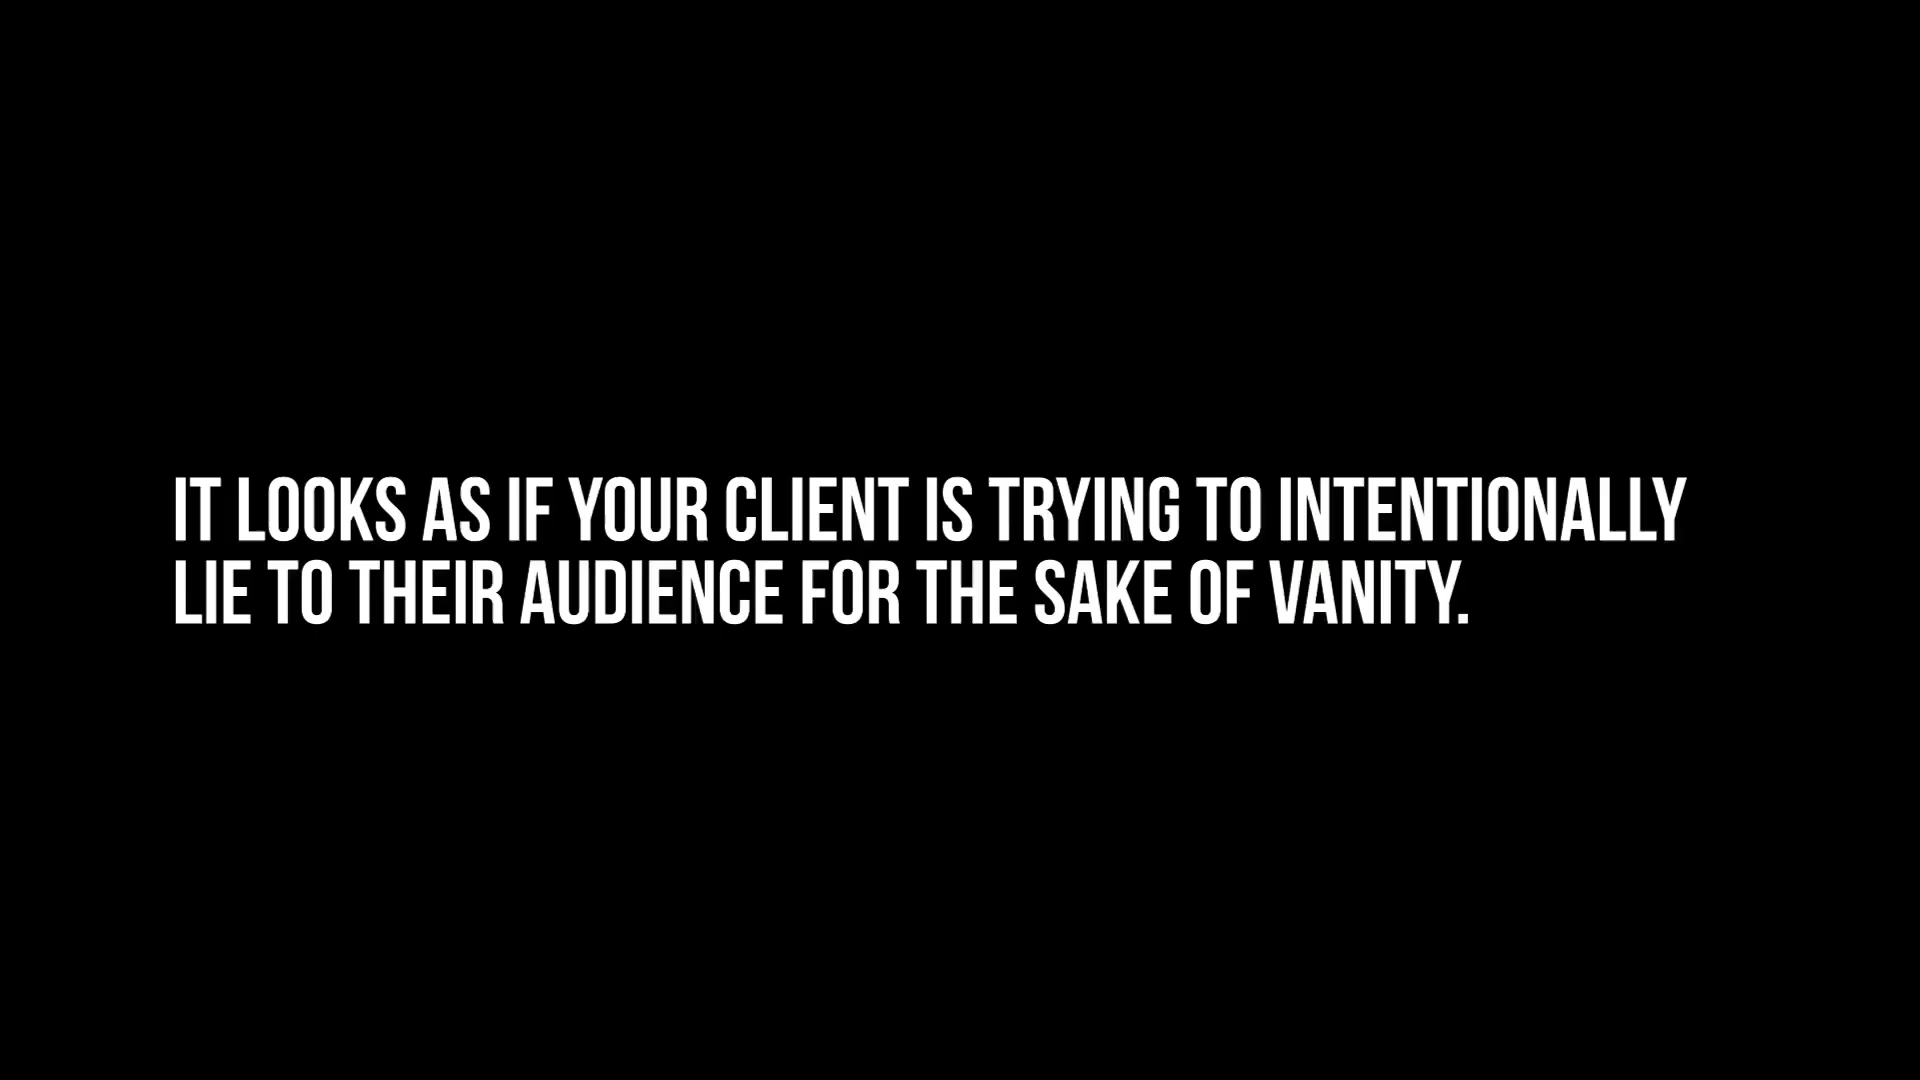 IT LOOKS AS IF YOUR CLIENT IS TRYING TO INTENTIONALLY
LIE TO THEIR AUDIENCE FOR THE SAKE OF VANITY.